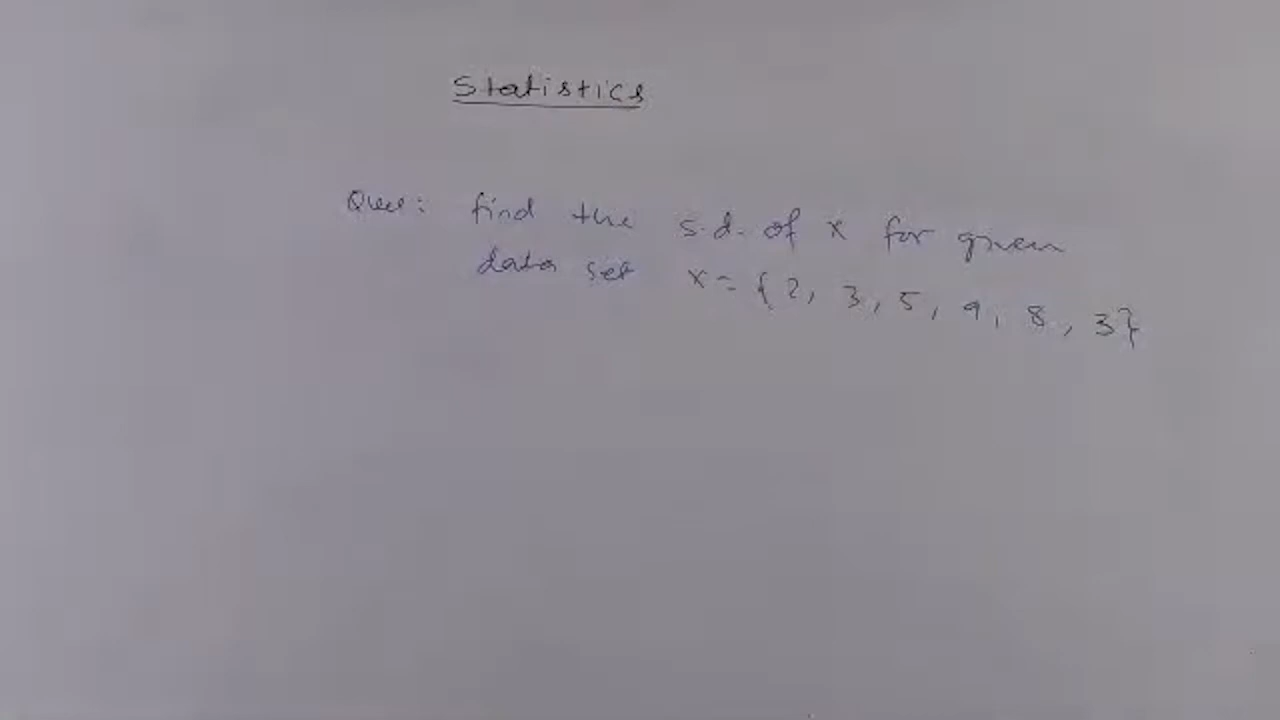 Statistics
Que: find the s.d. of x for given
data set x = {2, 3, 5, 9, 8, 3}